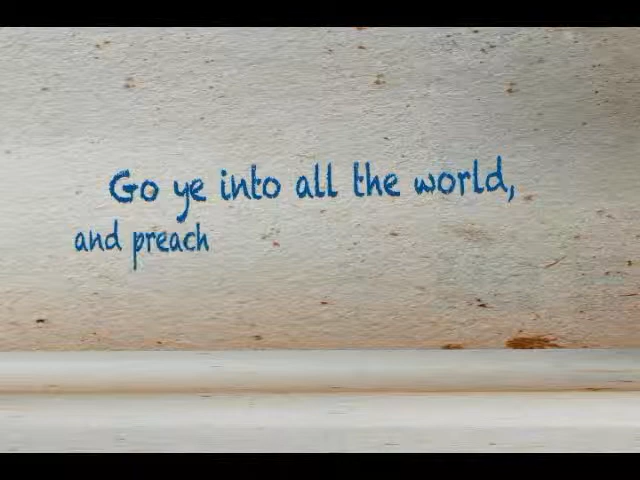 Go ye into all the world,
and preach